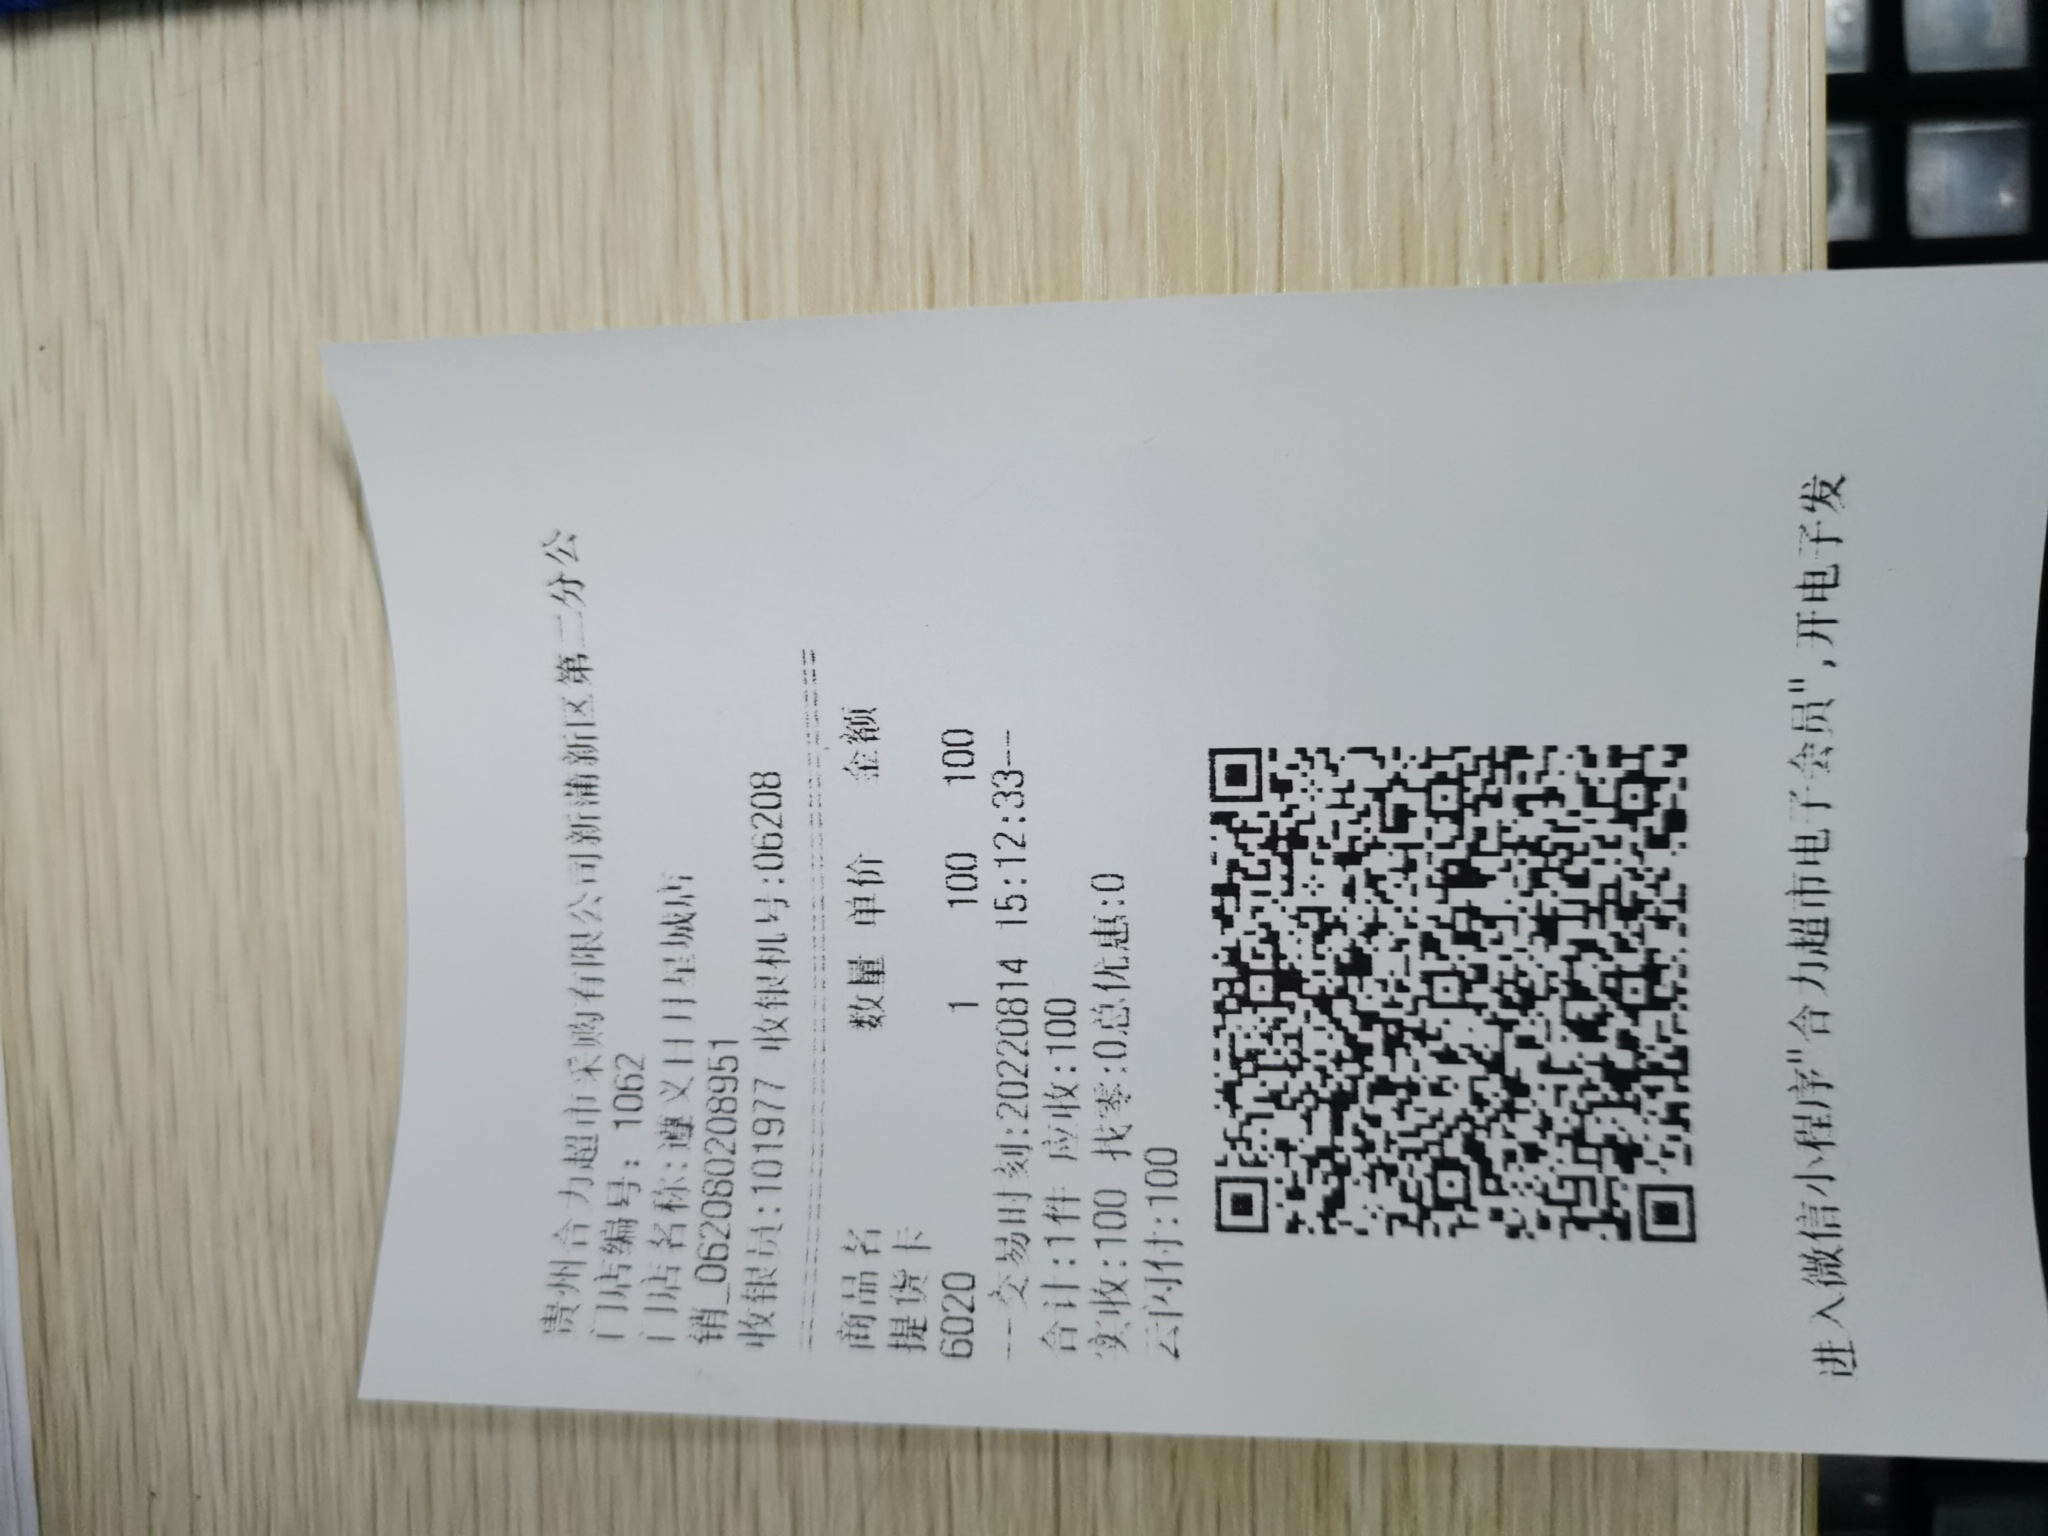 贵州合力超市采购有限公司新蒲新区第二分公
门店编号: 1062
门店名称:遵义日月星城店
销_0620802208951
收银员:101977 收银机号:06208
商品名 数量 单价 金额
提货卡
6020 1 100 100
---交易时刻:20220814 15:12:33--
合计:1件 应收:100
实收:100 找零:0总优惠:0
云闪付:100
进入微信小程序"合力超市电子会员",开电子发